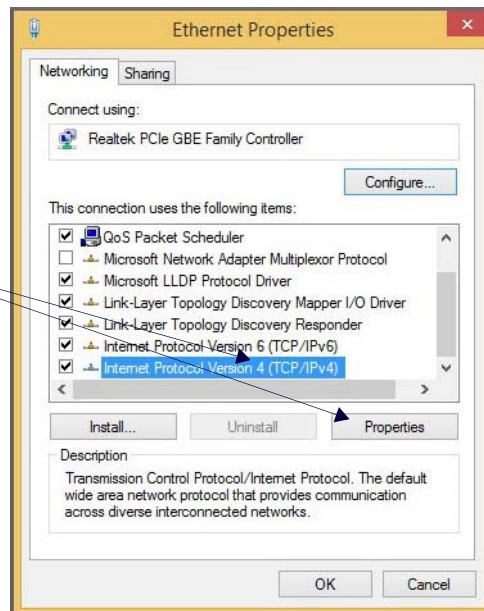 Ethernet Properties
Networking
Sharing
Connect using:
Realtek PCIe GBE Family Controller
Configure...
This connection uses the following items:
QoS Packet Scheduler
Microsoft Network Adapter Multiplexor Protocol
Microsoft LLDP Protocol Driver
Link-Layer Topology Discovery Mapper I/O Driver
Link-Layer Topology Discovery Responder
Internet Protocol Version 6 (TCP/IPv6)
Internet Protocol Version 4 (TCP/IPv4)
Install...
Uninstall
Properties
Description
Transmission Control Protocol/Internet Protocol. The default
wide area network protocol that provides communication
across diverse interconnected networks.
OK
Cancel